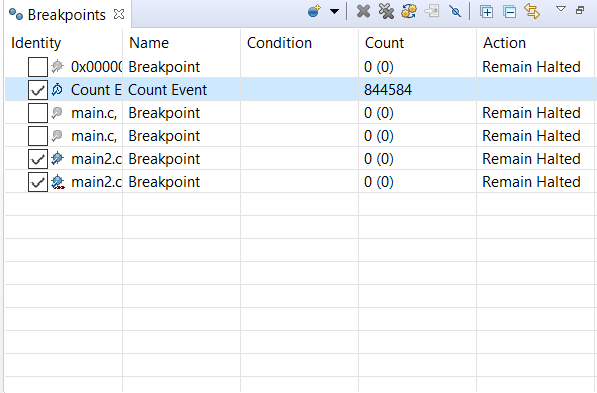 Breakpoints
Identity Name Condition Count Action
0x00000 Breakpoint 0 (0) Remain Halted
Count E Count Event 844584
main.c, Breakpoint 0 (0) Remain Halted
main.c, Breakpoint 0 (0) Remain Halted
main2.c Breakpoint 0 (0) Remain Halted
main2.c Breakpoint 0 (0) Remain Halted